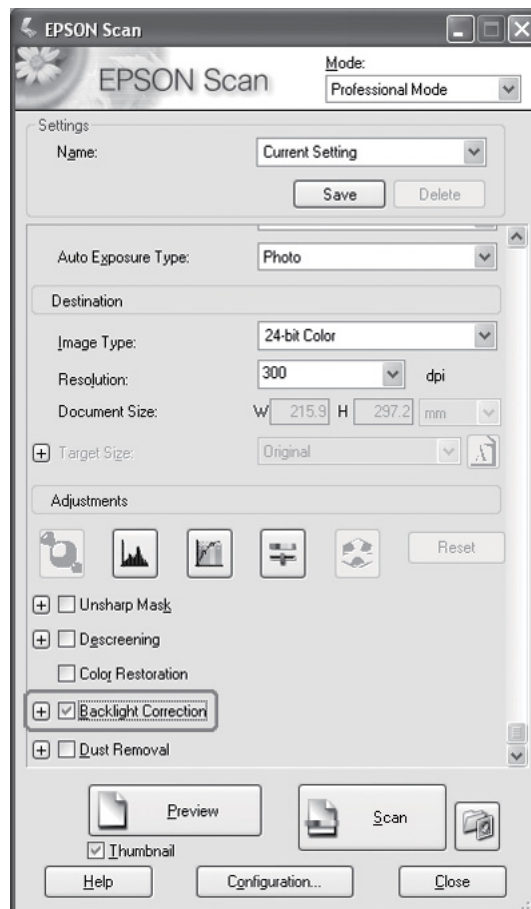 EPSON Scan
EPSON Scan
Mode:
Professional Mode
Settings
Name:
Current Setting
Save
Delete
Auto Exposure Type:
Photo
Destination
Image Type:
24-bit Color
Resolution:
300
dpi
Document Size:
W 215.9 H 297.2 mm
Target Size:
Original
A
Adjustments
Reset
Unsharp Mask
Descreening
Color Restoration
Backlight Correction
Dust Removal
Preview
Scan
Thumbnail
Help
Configuration...
Close